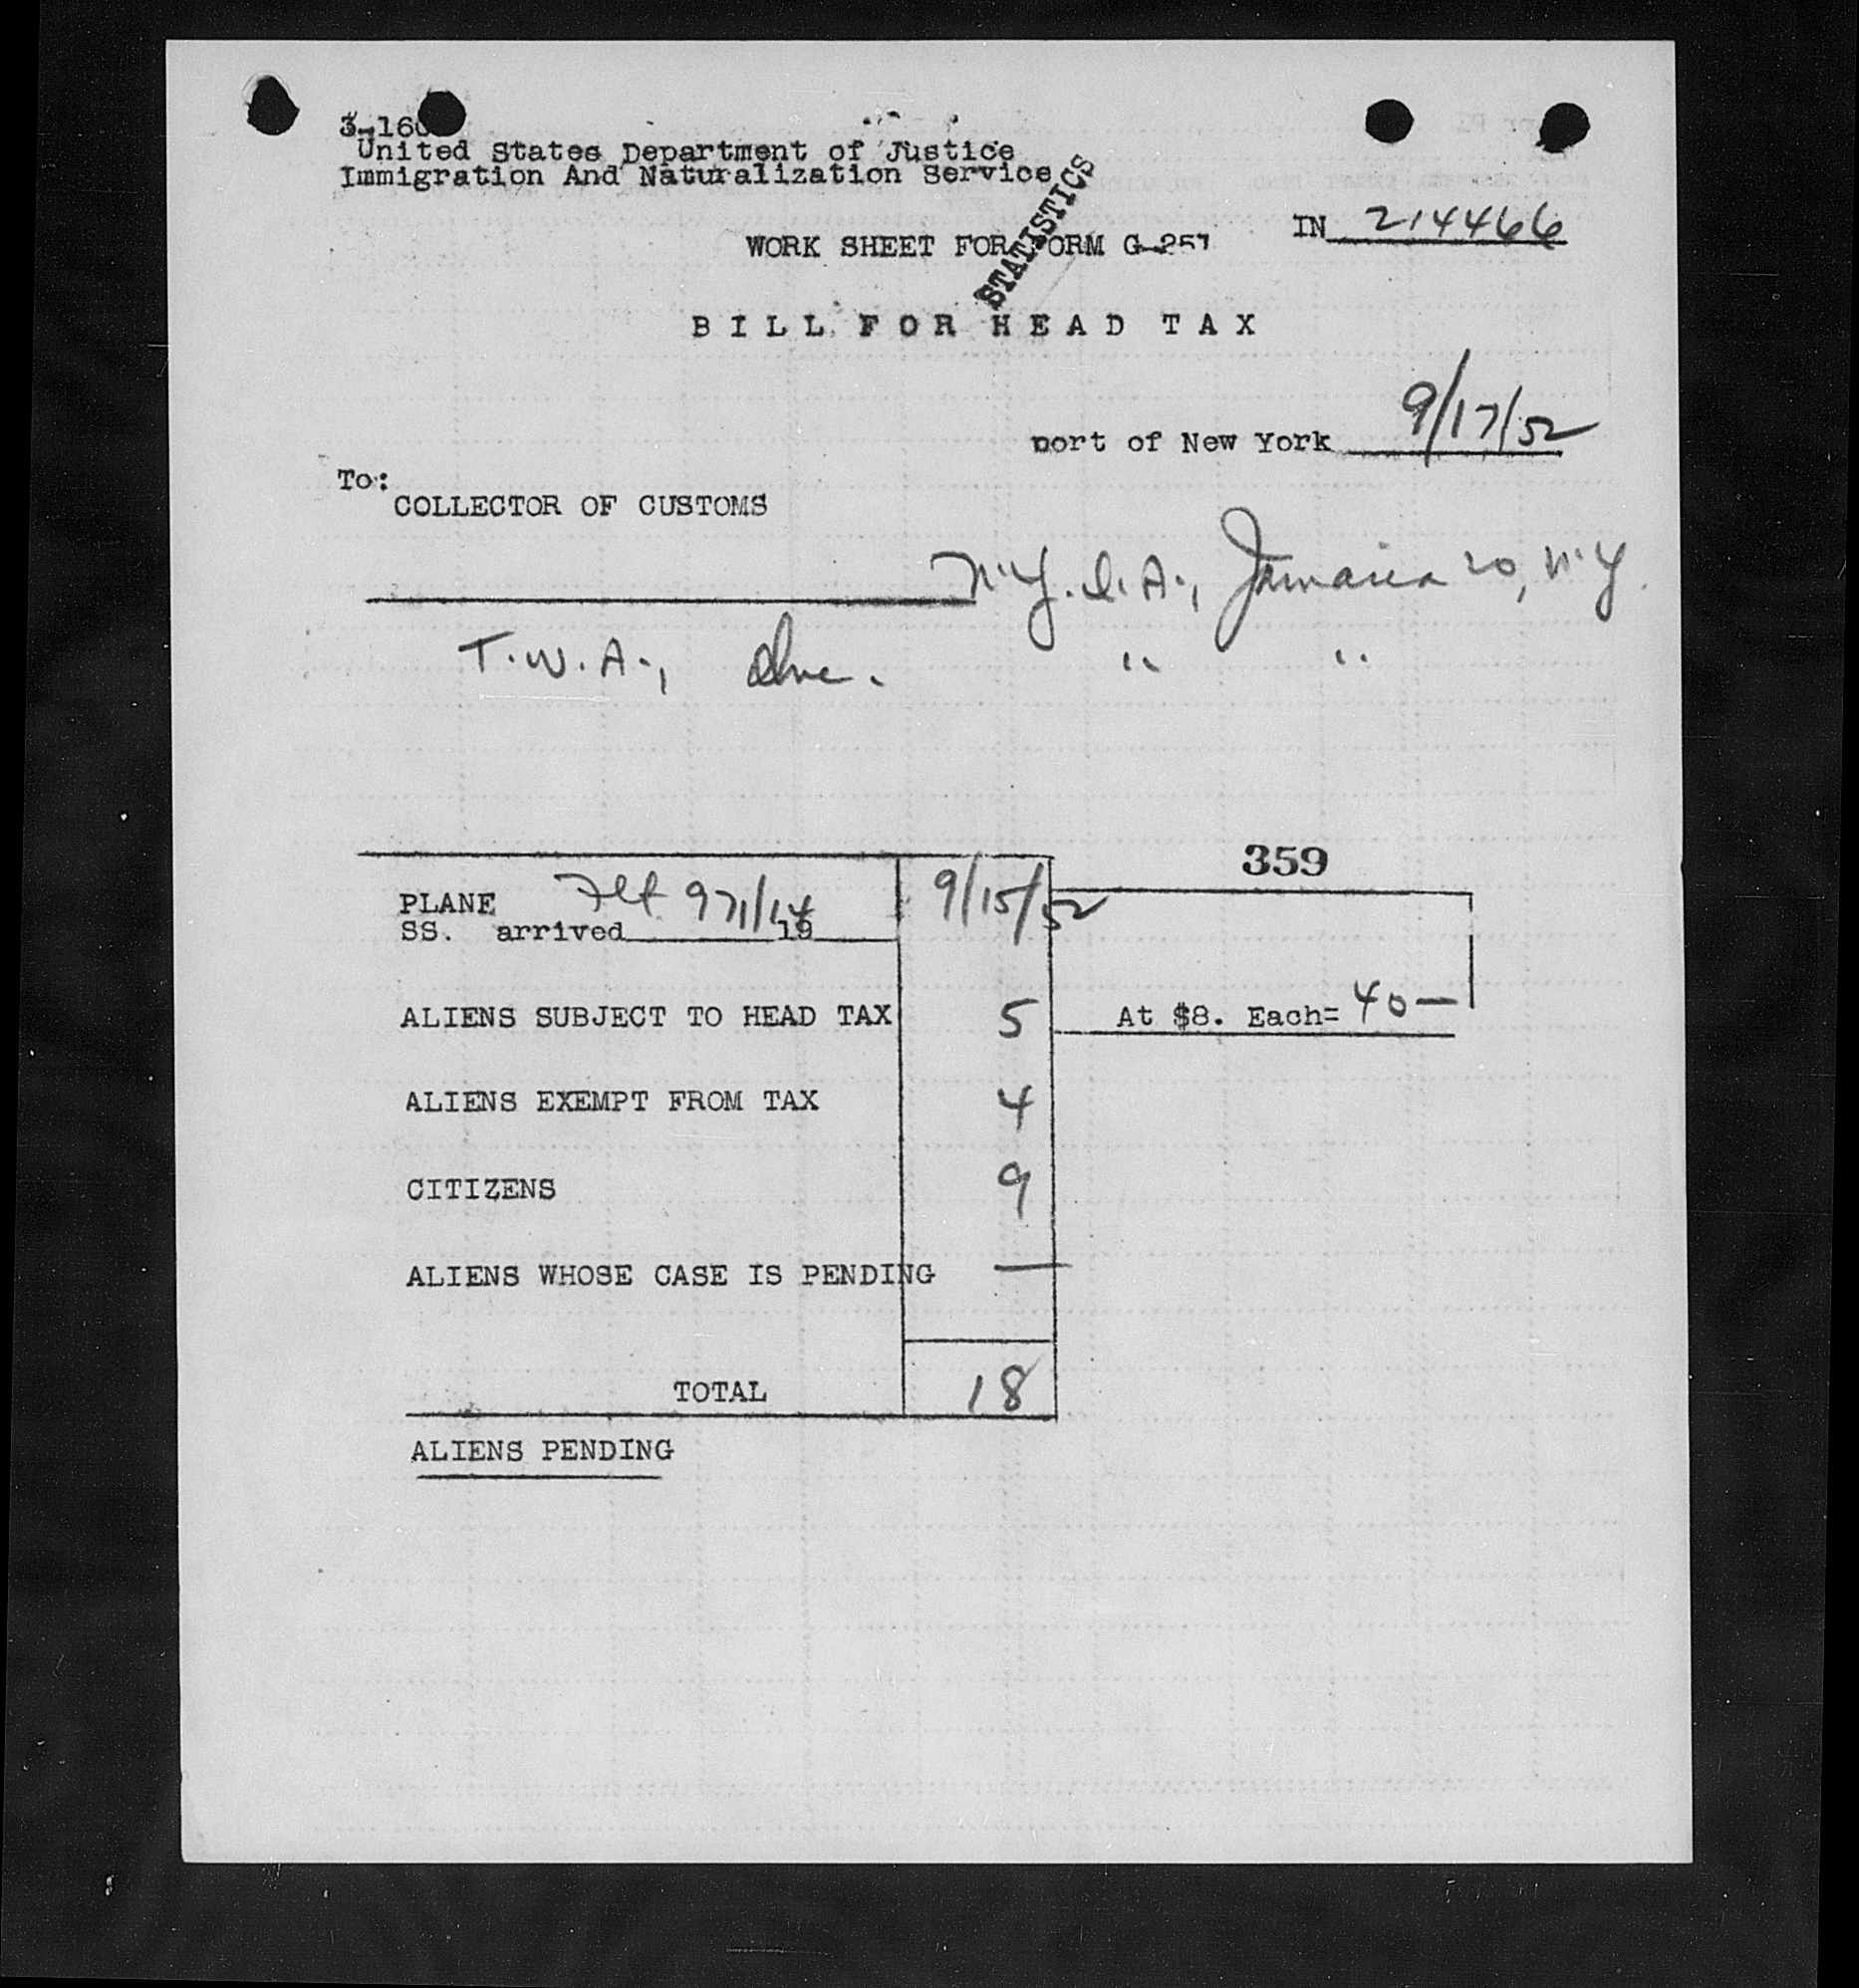 3-160
United States Department of Justice
Immigration And Naturalization Service
STATISTICS
IN 214466
WORK SHEET FOR FORM G-257
BILL FOR HEAD TAX
port of New York 9/17/52
To:
COLLECTOR OF CUSTOMS
N.Y. I. A., Jamaica 20, N.Y.
T.W.A., Inc. " "
359
PLANE Flt 971/14 9/15/52
SS. arrived 19
ALIENS SUBJECT TO HEAD TAX 5 At $8. Each= 40 —
ALIENS EXEMPT FROM TAX 4
CITIZENS 9
ALIENS WHOSE CASE IS PENDING —
TOTAL 18
ALIENS PENDING